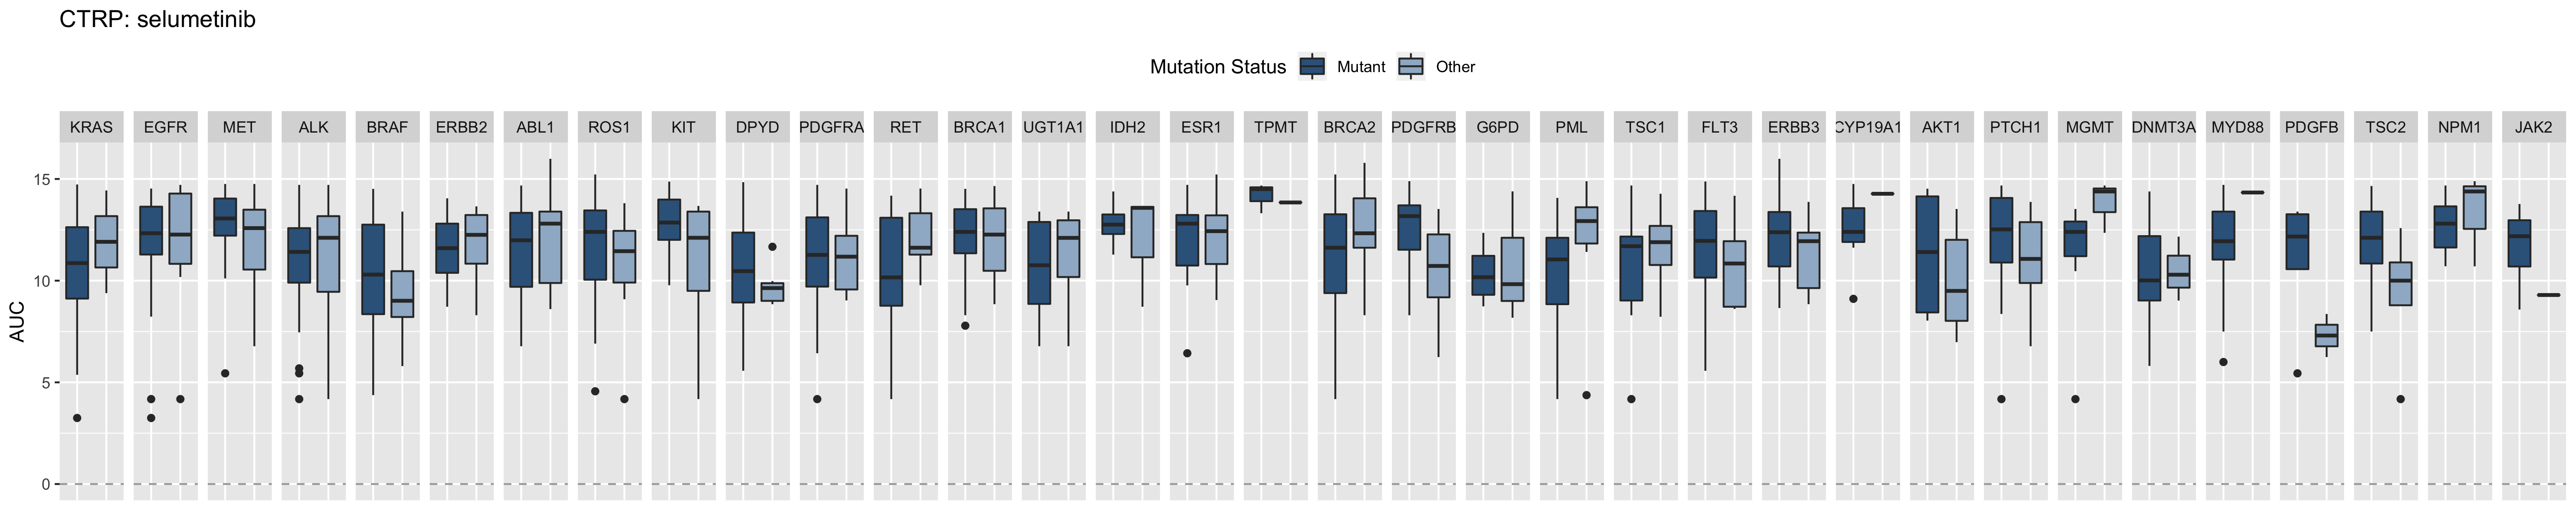 CTRP: selumetinib
Mutation Status Mutant Other
KRAS EGFR MET ALK BRAF ERBB2 ABL1 ROS1 KIT DPYD PDGFRA RET BRCA1 UGT1A1 IDH2 ESR1 TPMT BRCA2 PDGFRB G6PD PML TSC1 FLT3 ERBB3 CYP19A1 AKT1 PTCH1 MGMT DNMT3A MYD88 PDGFB TSC2 NPM1 JAK2
15
10
5
0
AUC